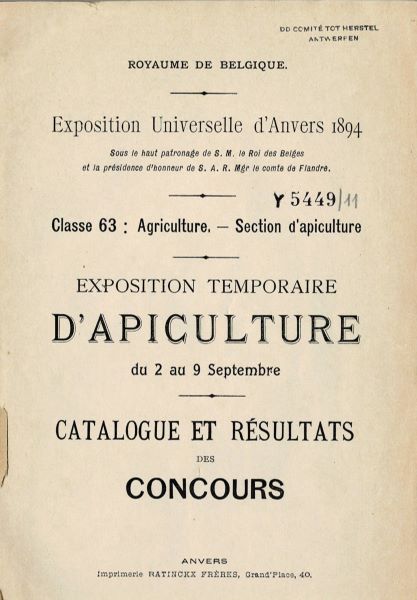 DD COMITÉ TOT HERSTEL
ANTWERPEN
ROYAUME DE BELGIQUE.
Exposition Universelle d'Anvers 1894
Sous le haut patronage de S. M. le Roi des Belges
et la présidence d'honneur de S. A. R. Mgr le comte de Flandre.
Y 5449/11
Classe 63 : Agriculture. — Section d'apiculture
EXPOSITION TEMPORAIRE
D'APICULTURE
du 2 au 9 Septembre
CATALOGUE ET RÉSULTATS
DES
CONCOURS
ANVERS
Imprimerie RATINCKX FRÈRES, Grand'Place, 40.